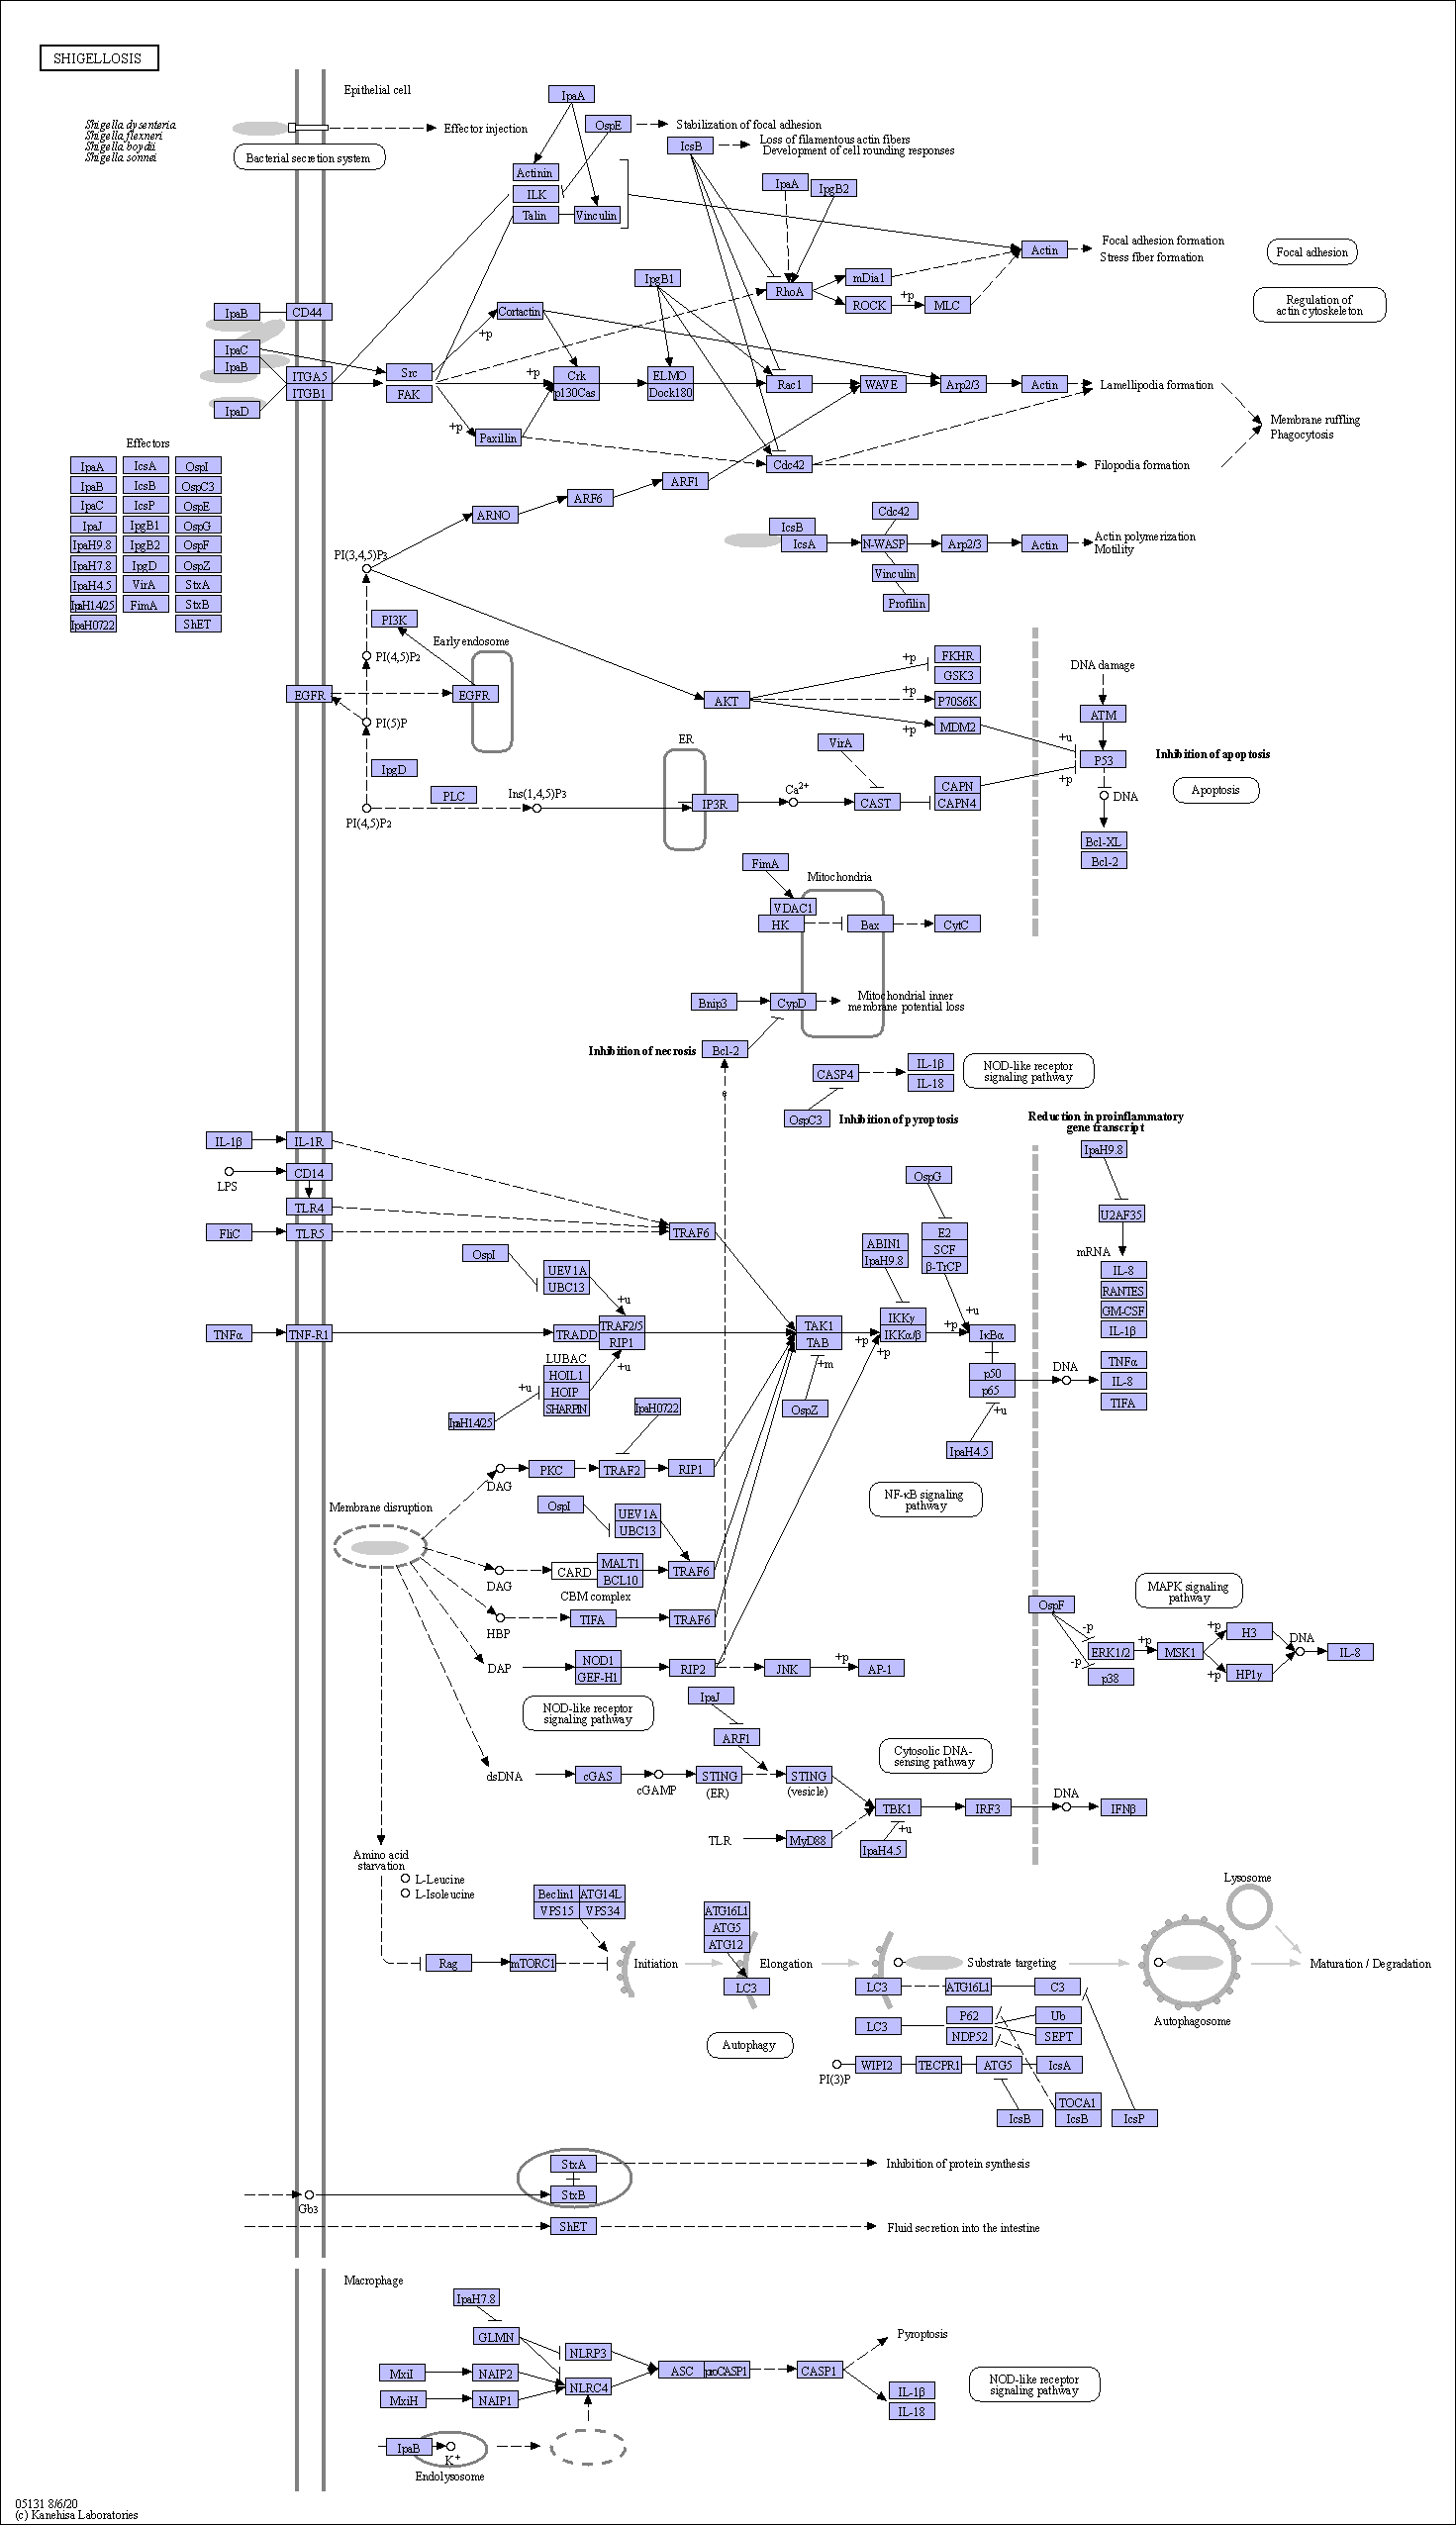 SHIGELLOSIS
Epithelial cell
Shigella dysenteria
Shigella flexneri
Shigella boydii
Shigella sonnei
Effector injection
Bacterial secretion system
IpaA
OspE
Stabilization of focal adhesion
IcsB
Loss of filamentous actin fibers
Development of cell rounding responses
Actinin
ILK
Talin
Vinculin
IpaA
IpgB2
Actin
Focal adhesion formation
Stress fiber formation
Focal adhesion
IpgB1
RhoA
mDia1
ROCK
+p
MLC
Regulation of
actin cytoskeleton
IpaB
CD44
Cortactin
+p
IpaC
IpaB
ITGA5
ITGB1
Src
FAK
+p
Crk
p130Cas
ELMO
Dock180
Rac1
WAVE
Arp2/3
Actin
Lamellipodia formation
IpaD
+p
Paxillin
Membrane ruffling
Phagocytosis
Cdc42
Filopodia formation
Effectors
IpaA
IcsA
OspI
IpaB
IcsB
OspC3
IpaC
IcsP
OspE
IpaJ
IpgB1
OspG
IpaH9.8
IpgB2
OspF
IpaH7.8
IpgD
OspZ
IpaH4.5
VirA
StxA
IpaH14/25
FimA
StxB
IpaH0722
ShET
ARNO
ARF6
ARF1
Cdc42
IcsB
IcsA
N-WASP
Arp2/3
Actin
Actin polymerization
Motility
Vinculin
Profilin
PI(3,4,5)P3
PI3K
Early endosome
PI(4,5)P2
EGFR
EGFR
PI(5)P
IpgD
PLC
PI(4,5)P2
Ins(1,4,5)P3
AKT
+p
FKHR
GSK3
+p
P70S6K
+p
MDM2
DNA damage
ATM
+u
P53
+p
Inhibition of apoptosis
Apoptosis
ER
IP3R
Ca2+
VirA
CAST
CAPN
CAPN4
DNA
Bcl-XL
Bcl-2
FimA
Mitochondria
VDAC1
HK
Bax
CytC
Bnip3
CypD
Mitochondrial inner
membrane potential loss
Inhibition of necrosis
Bcl-2
e
CASP4
IL-1β
IL-18
NOD-like receptor
signaling pathway
OspC3
Inhibition of pyroptosis
Reduction in proinflammatory
gene transcript
IL-1β
IL-1R
LPS
CD14
TLR4
FliC
TLR5
TRAF6
IpaH9.8
U2AF35
mRNA
IL-8
RANTES
GM-CSF
IL-1β
OspG
E2
SCF
β-TrCP
ABIN1
IpaH9.8
OspI
UEV1A
UBC13
+u
TNFα
TNF-R1
TRADD
TRAF2/5
RIP1
TAK1
TAB
+p
IKKγ
IKKα/β
+p
+p
+u
IκBα
p50
p65
+u
IpaH4.5
DNA
TNFα
IL-8
TIFA
LUBAC
HOIL1
HOIP
SHARPIN
+u
+u
IpaH14/25
IpaH0722
+m
OspZ
DAG
PKC
TRAF2
RIP1
Membrane disruption
OspI
UEV1A
UBC13
DAG
CARD
MALT1
BCL10
TRAF6
CBM complex
HBP
TIFA
TRAF6
DAP
NOD1
GEF-H1
RIP2
JNK
+p
AP-1
NF-κB signaling
pathway
MAPK signaling
pathway
OspF
-p
-p
ERK1/2
p38
+p
MSK1
+p
+p
H3
HP1γ
DNA
IL-8
NOD-like receptor
signaling pathway
IpaJ
ARF1
dsDNA
cGAS
cGAMP
STING
(ER)
STING
(vesicle)
Cytosolic DNA-
sensing pathway
TBK1
IRF3
DNA
IFNβ
TLR
MyD88
+u
IpaH4.5
Amino acid
starvation
L-Leucine
L-Isoleucine
Beclin1
ATG14L
VPS15
VPS34
Rag
mTORC1
Initiation
ATG16L1
ATG5
ATG12
LC3
Elongation
Substrate targeting
Lysosome
Maturation / Degradation
Autophagosome
LC3
ATG16L1
C3
LC3
P62
NDP52
Ub
SEPT
Autophagy
PI(3)P
WIPI2
TECPR1
ATG5
IcsA
IcsB
TOCA1
IcsB
IcsP
StxA
StxB
Inhibition of protein synthesis
Gb3
ShET
Fluid secretion into the intestine
Macrophage
IpaH7.8
GLMN
NLRP3
MxiI
NAIP2
NLRC4
MxiH
NAIP1
ASC
proCASP1
CASP1
Pyroptosis
IL-1β
IL-18
NOD-like receptor
signaling pathway
IpaB
K+
Endolysosome
05131 8/6/20
(c) Kanehisa Laboratories